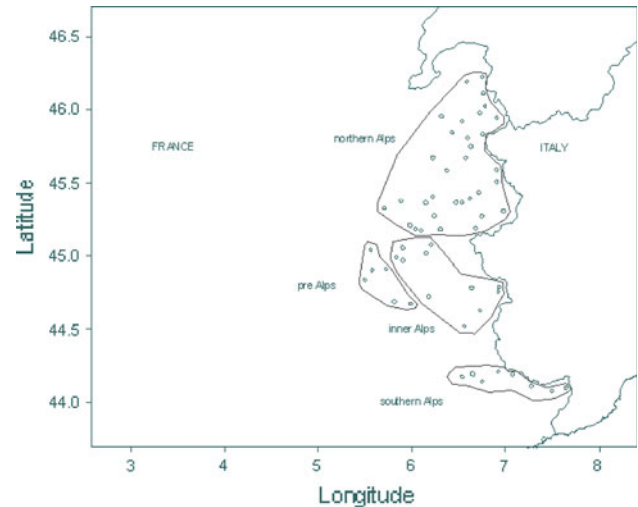 46.5
46.0
45.5
45.0
44.5
44.0
Latitude
northern Alps
FRANCE
ITALY
pre Alps
inner Alps
southern Alps
3 4 5 6 7 8
Longitude